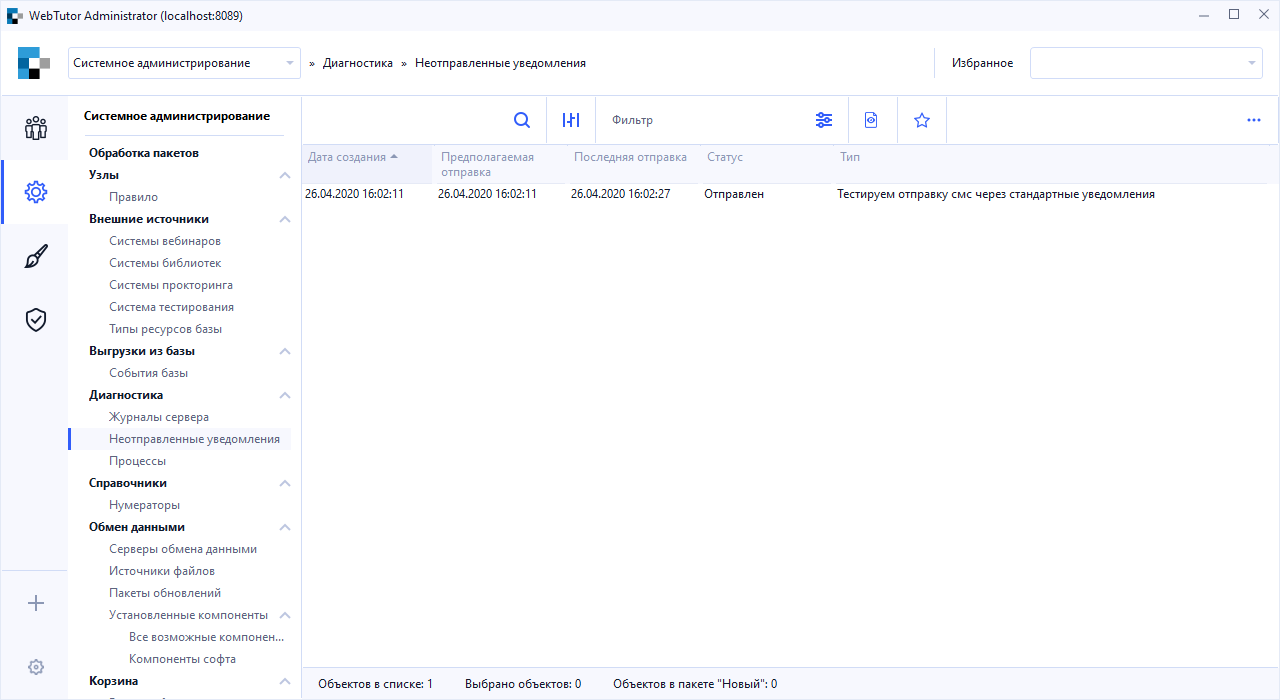 WebTutor Administrator (localhost:8089)
Системное администрирование » Диагностика » Неотправленные уведомления Избранное
Системное администрирование
Обработка пакетов
Узлы
Правило
Внешние источники
Системы вебинаров
Системы библиотек
Системы прокторинга
Система тестирования
Типы ресурсов базы
Выгрузки из базы
События базы
Диагностика
Журналы сервера
Неотправленные уведомления
Процессы
Справочники
Нумераторы
Обмен данными
Серверы обмена данными
Источники файлов
Пакеты обновлений
Установленные компоненты
Все возможные компонен...
Компоненты софта
Корзина
Фильтр
Дата создания Предполагаемая отправка Последняя отправка Статус Тип
26.04.2020 16:02:11 26.04.2020 16:02:11 26.04.2020 16:02:27 Отправлен Тестируем отправку смс через стандартные уведомления
Объектов в списке: 1 Выбрано объектов: 0 Объектов в пакете "Новый": 0